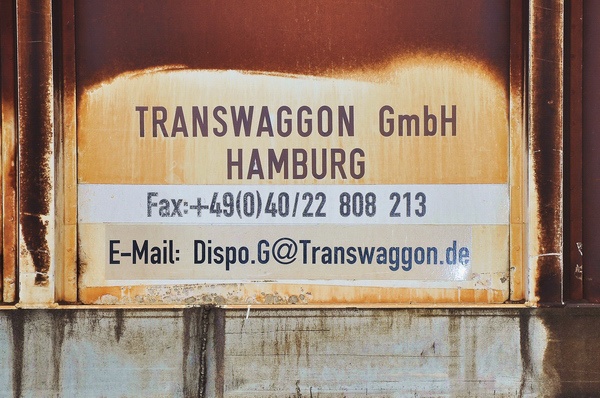 TRANSWAGGON GmbH
HAMBURG
Fax:+49(0)40/22 808 213
E-Mail: Dispo.G@Transwaggon.de